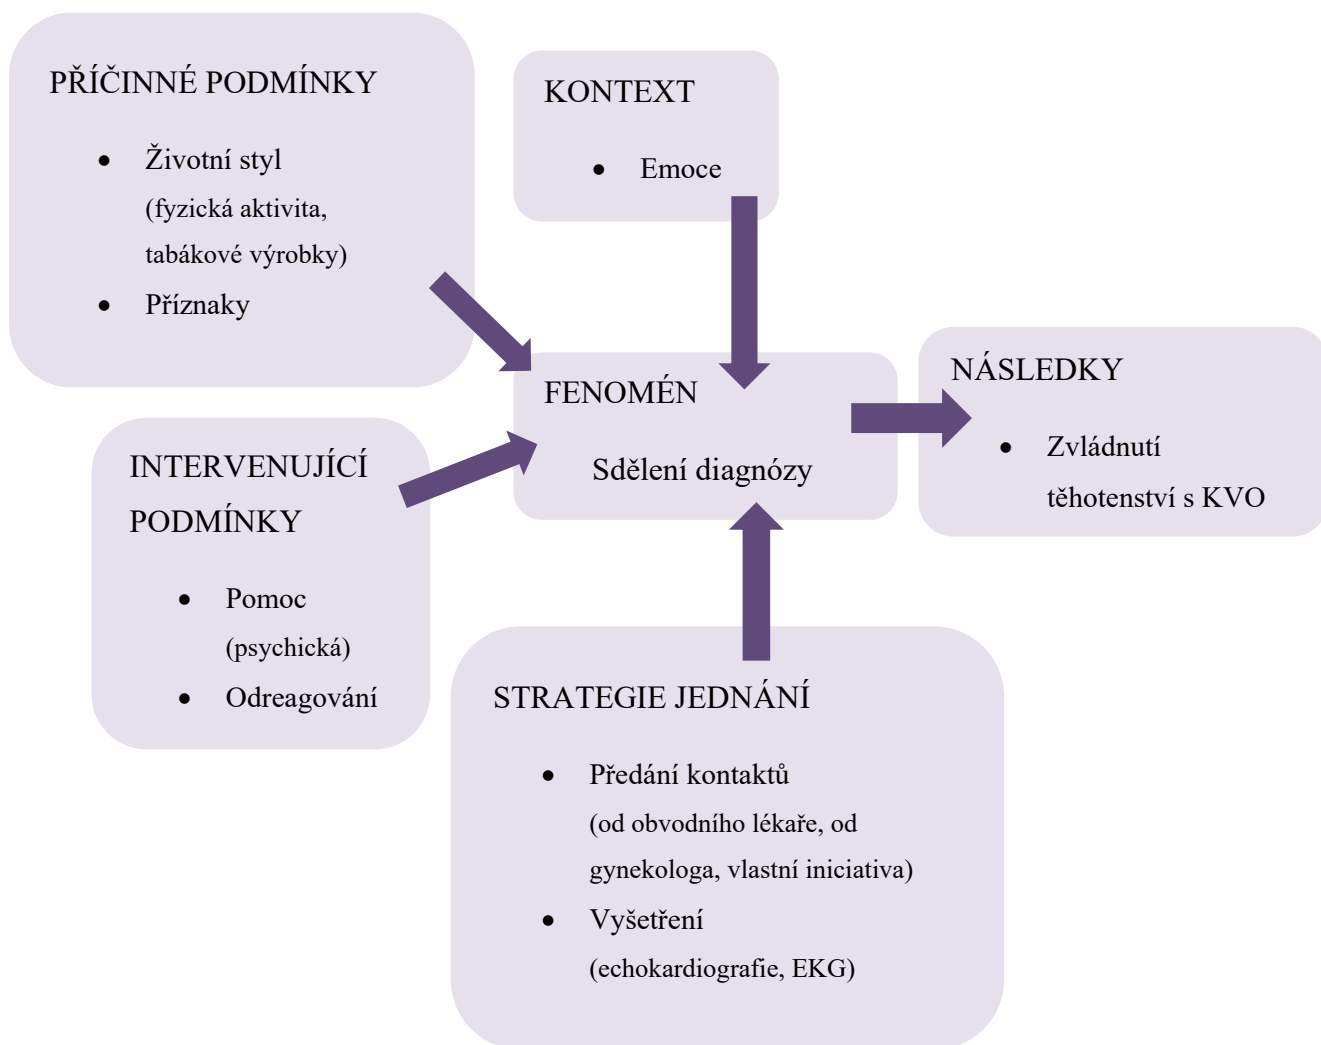 PŘÍČINNÉ PODMÍNKY
• Životní styl
(fyzická aktivita,
tabákové výrobky)
• Příznaky
KONTEXT
• Emoce
FENOMÉN
Sdělení diagnózy
NÁSLEDKY
• Zvládnutí
těhotenství s KVO
INTERVENUJÍCÍ
PODMÍNKY
• Pomoc
(psychická)
• Odreagování
STRATEGIE JEDNÁNÍ
• Předání kontaktů
(od obvodního lékaře, od
gynekologa, vlastní iniciativa)
• Vyšetření
(echokardiografie, EKG)